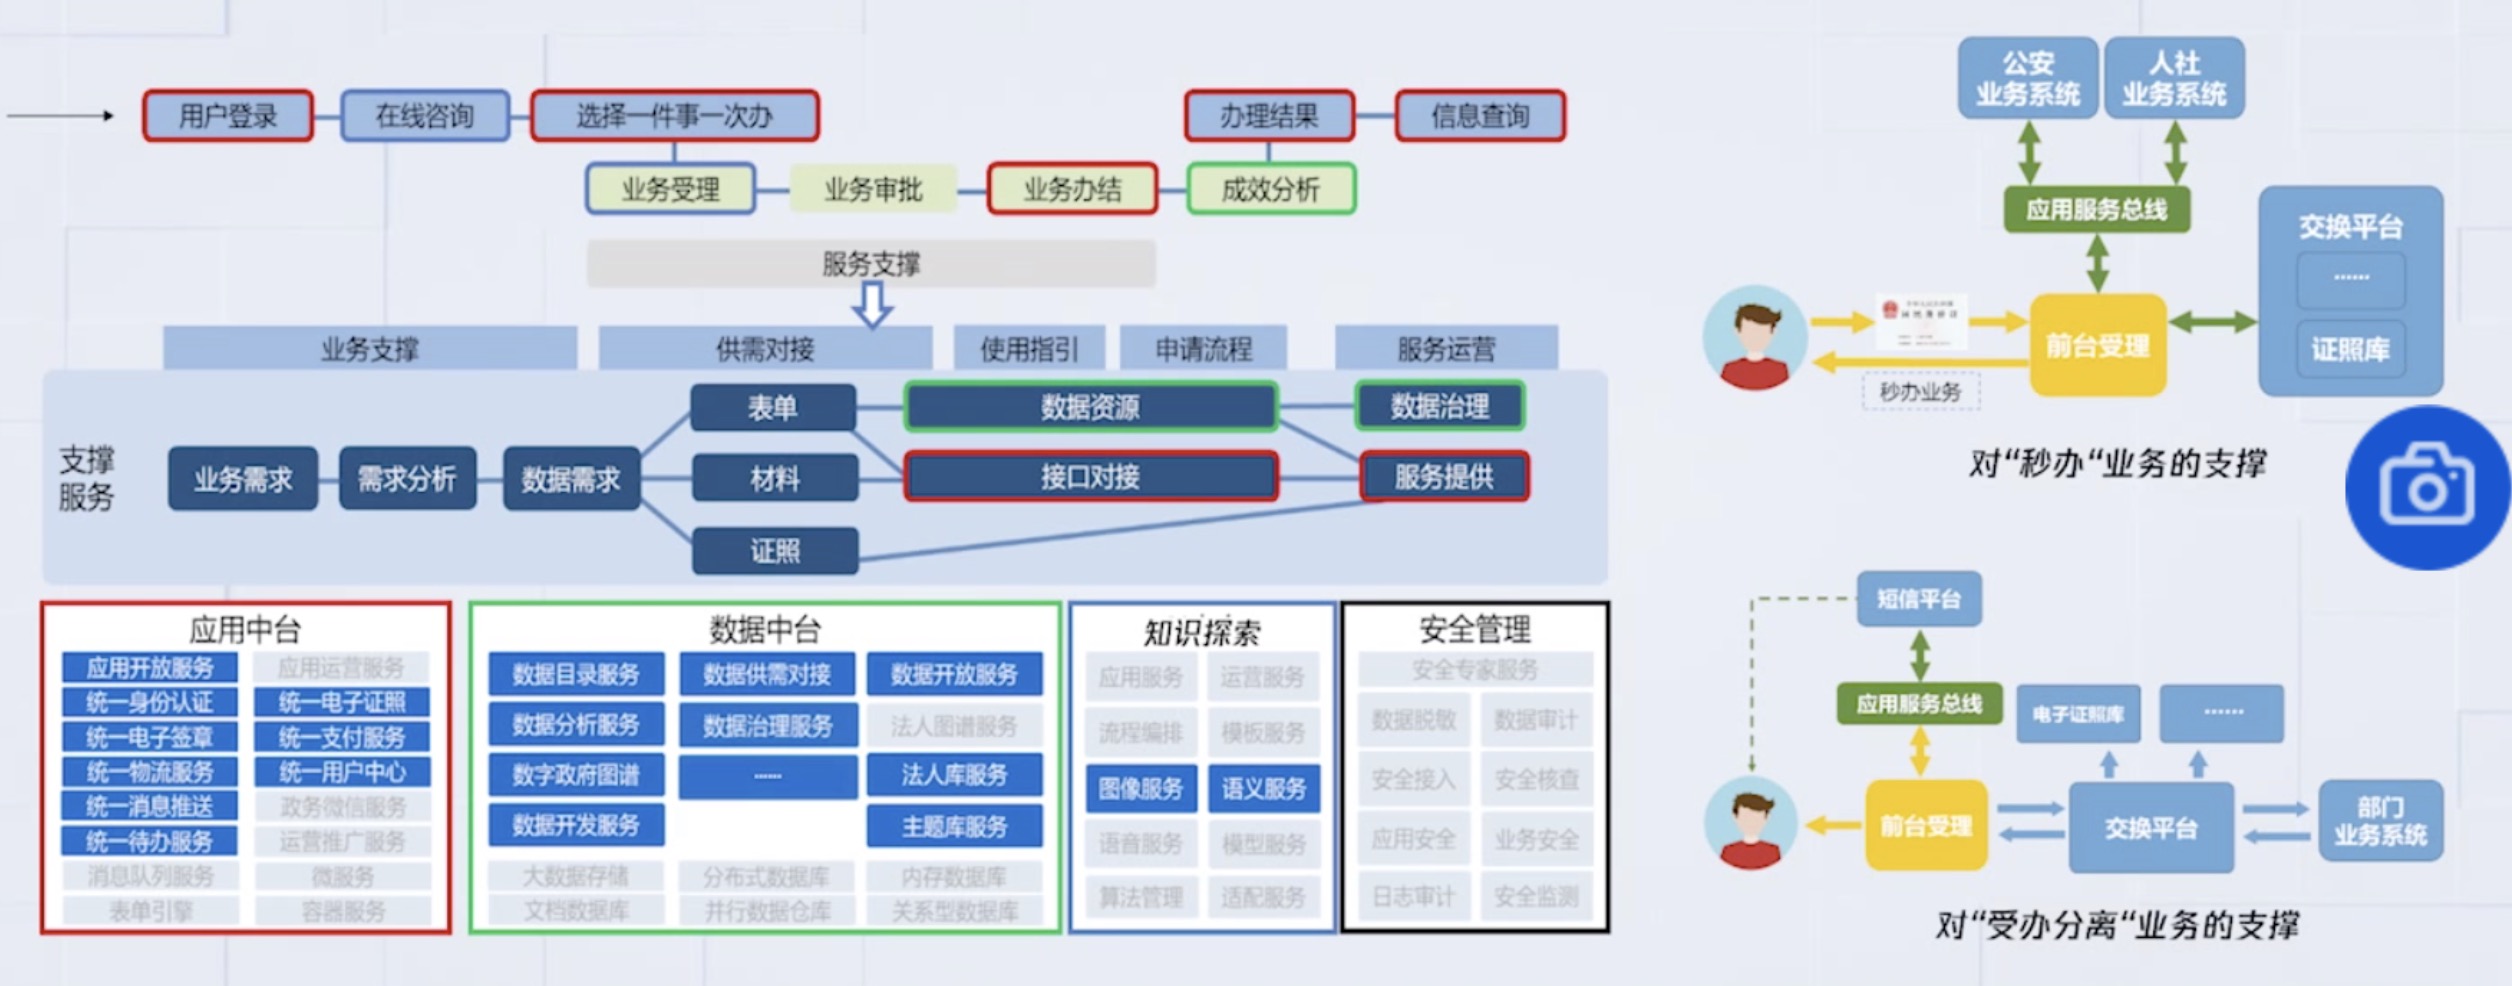 用户登录
在线咨询
选择一件事一次办
办理结果
信息查询
业务受理
业务审批
业务办结
成效分析
服务支撑
业务支撑
供需对接
使用指引
申请流程
服务运营
支撑
服务
业务需求
需求分析
数据需求
表单
材料
证照
数据资源
接口对接
数据治理
服务提供
应用中台
应用开放服务
应用运营服务
统一身份认证
统一电子证照
统一电子签章
统一支付服务
统一物流服务
统一用户中心
统一消息推送
政务微信服务
统一待办服务
运营推广服务
消息队列服务
微服务
表单引擎
容器服务
数据中台
数据目录服务
数据供需对接
数据开放服务
数据分析服务
数据治理服务
法人图谱服务
数字政府图谱
······
法人库服务
数据开发服务
主题库服务
大数据存储
分布式数据库
内存数据库
文档数据库
并行数据仓库
关系型数据库
知识探索
应用服务
运营服务
流程编排
模板服务
图像服务
语义服务
语音服务
模型服务
算法管理
适配服务
安全管理
安全专家服务
数据脱敏
数据审计
安全接入
安全核查
应用安全
业务安全
日志审计
安全监测
公安
业务系统
人社
业务系统
应用服务总线
交换平台
······
证照库
前台受理
秒办业务
对“秒办“业务的支撑
短信平台
应用服务总线
电子证照库
······
前台受理
交换平台
部门
业务系统
对“受办分离“业务的支撑